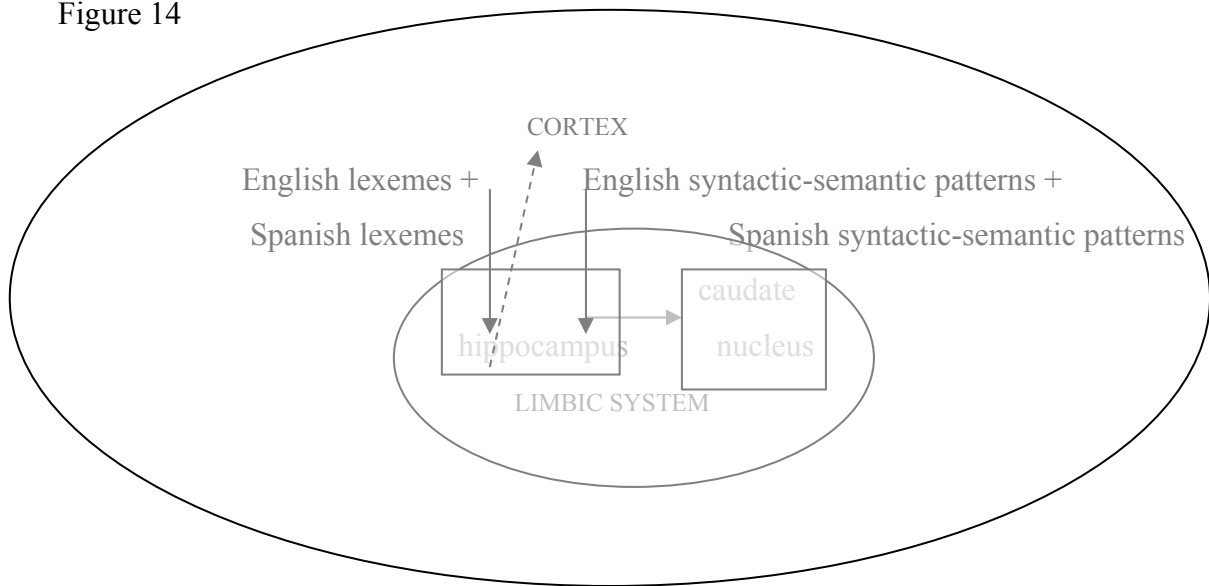 Figure 14
CORTEX
English lexemes +
English syntactic-semantic patterns +
Spanish lexemes
Spanish syntactic-semantic patterns
caudate
hippocampus
nucleus
LIMBIC SYSTEM